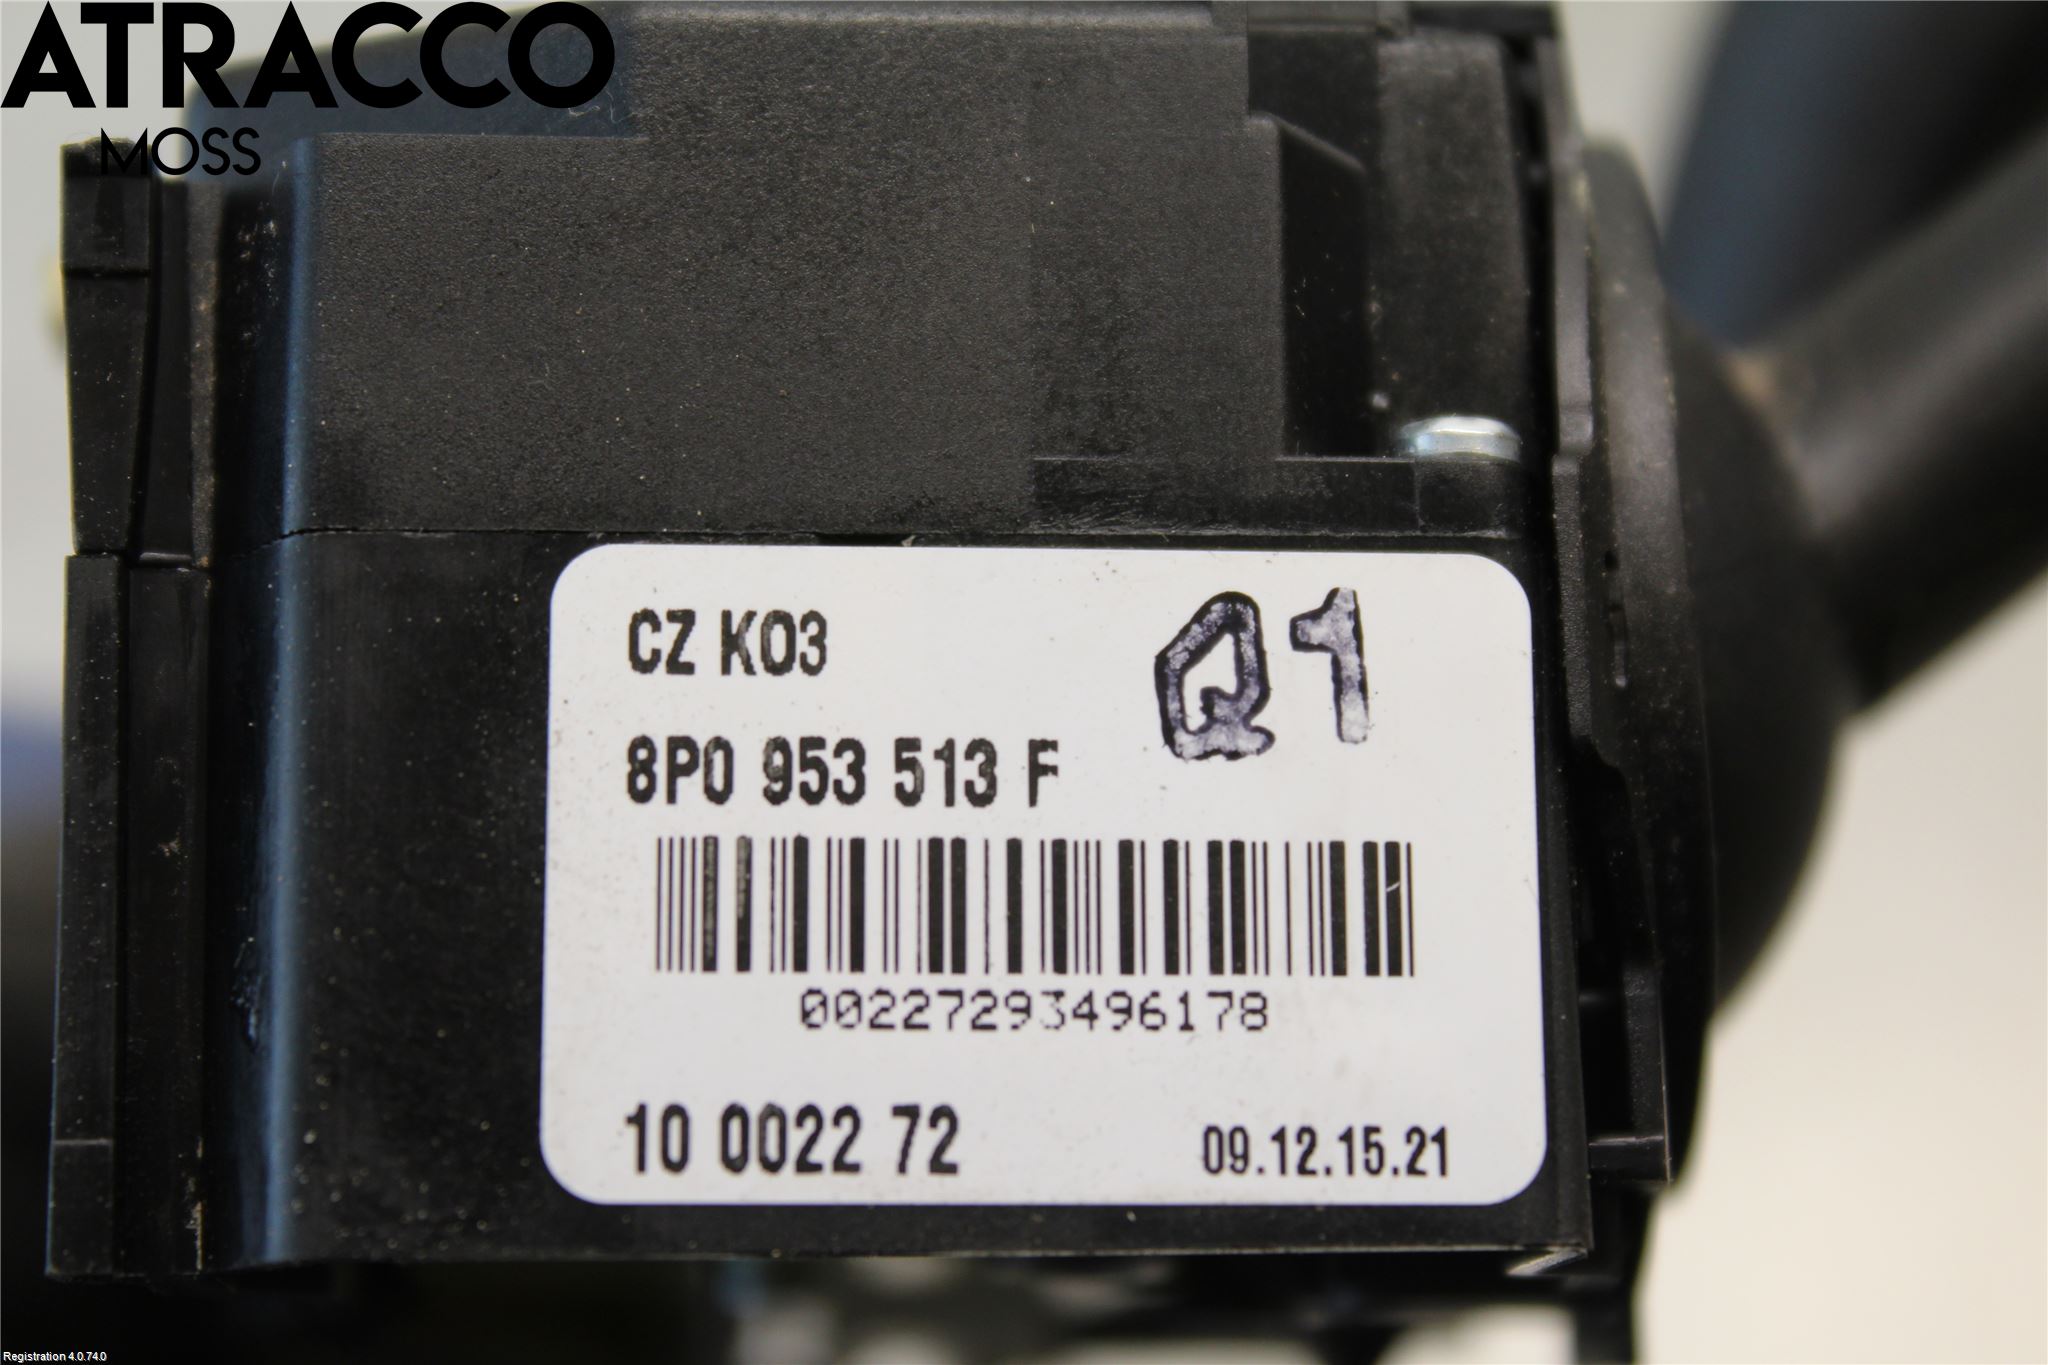 ATRACCO
MOSS
CZ K03
Q1
8P0 953 513 F
00227293496178
10 0022 72
09.12.15.21
Registration 4.0.74.0